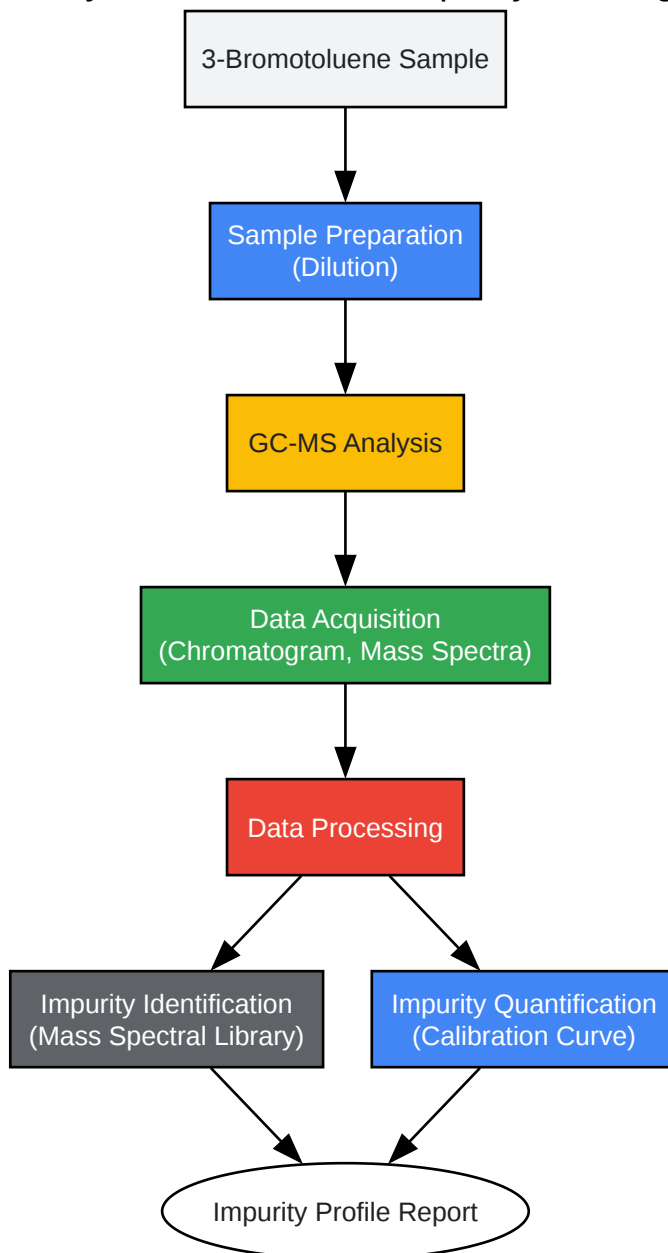 3-Bromotoluene Sample
Sample Preparation
(Dilution)
GC-MS Analysis
Data Acquisition
(Chromatogram, Mass Spectra)
Data Processing
Impurity Identification
(Mass Spectral Library)
Impurity Quantification
(Calibration Curve)
Impurity Profile Report